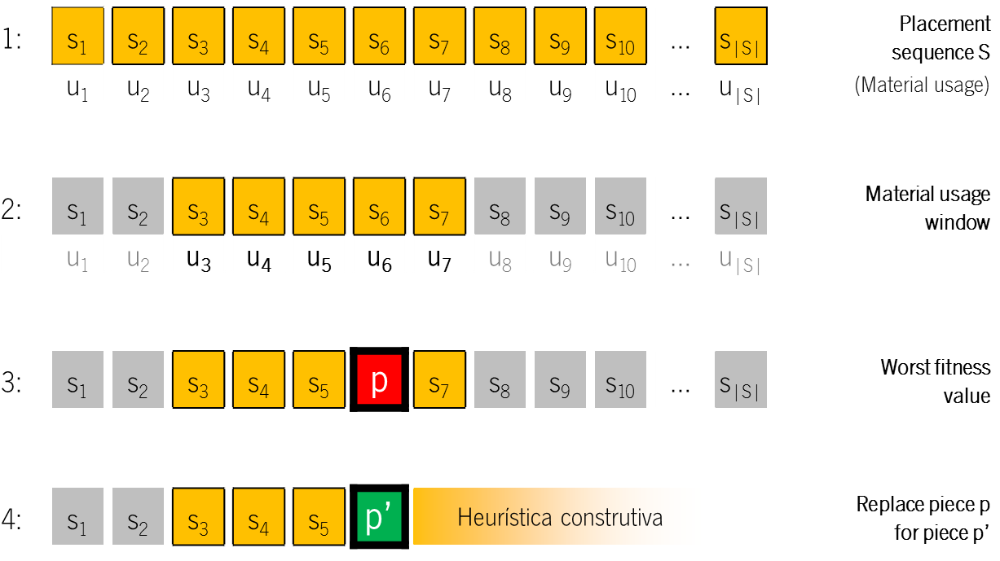 1: s1 s2 s3 s4 s5 s6 s7 s8 s9 s10 ... s|S| Placement
sequence S
u1 u2 u3 u4 u5 u6 u7 u8 u9 u10 ... u|S| (Material usage)
2: s1 s2 s3 s4 s5 s6 s7 s8 s9 s10 ... s|S| Material usage
window
u1 u2 u3 u4 u5 u6 u7 u8 u9 u10 ... u|S|
3: s1 s2 s3 s4 s5 p s7 s8 s9 s10 ... s|S| Worst fitness
value
4: s1 s2 s3 s4 s5 p’ Heurística construtiva Replace piece p
for piece p’